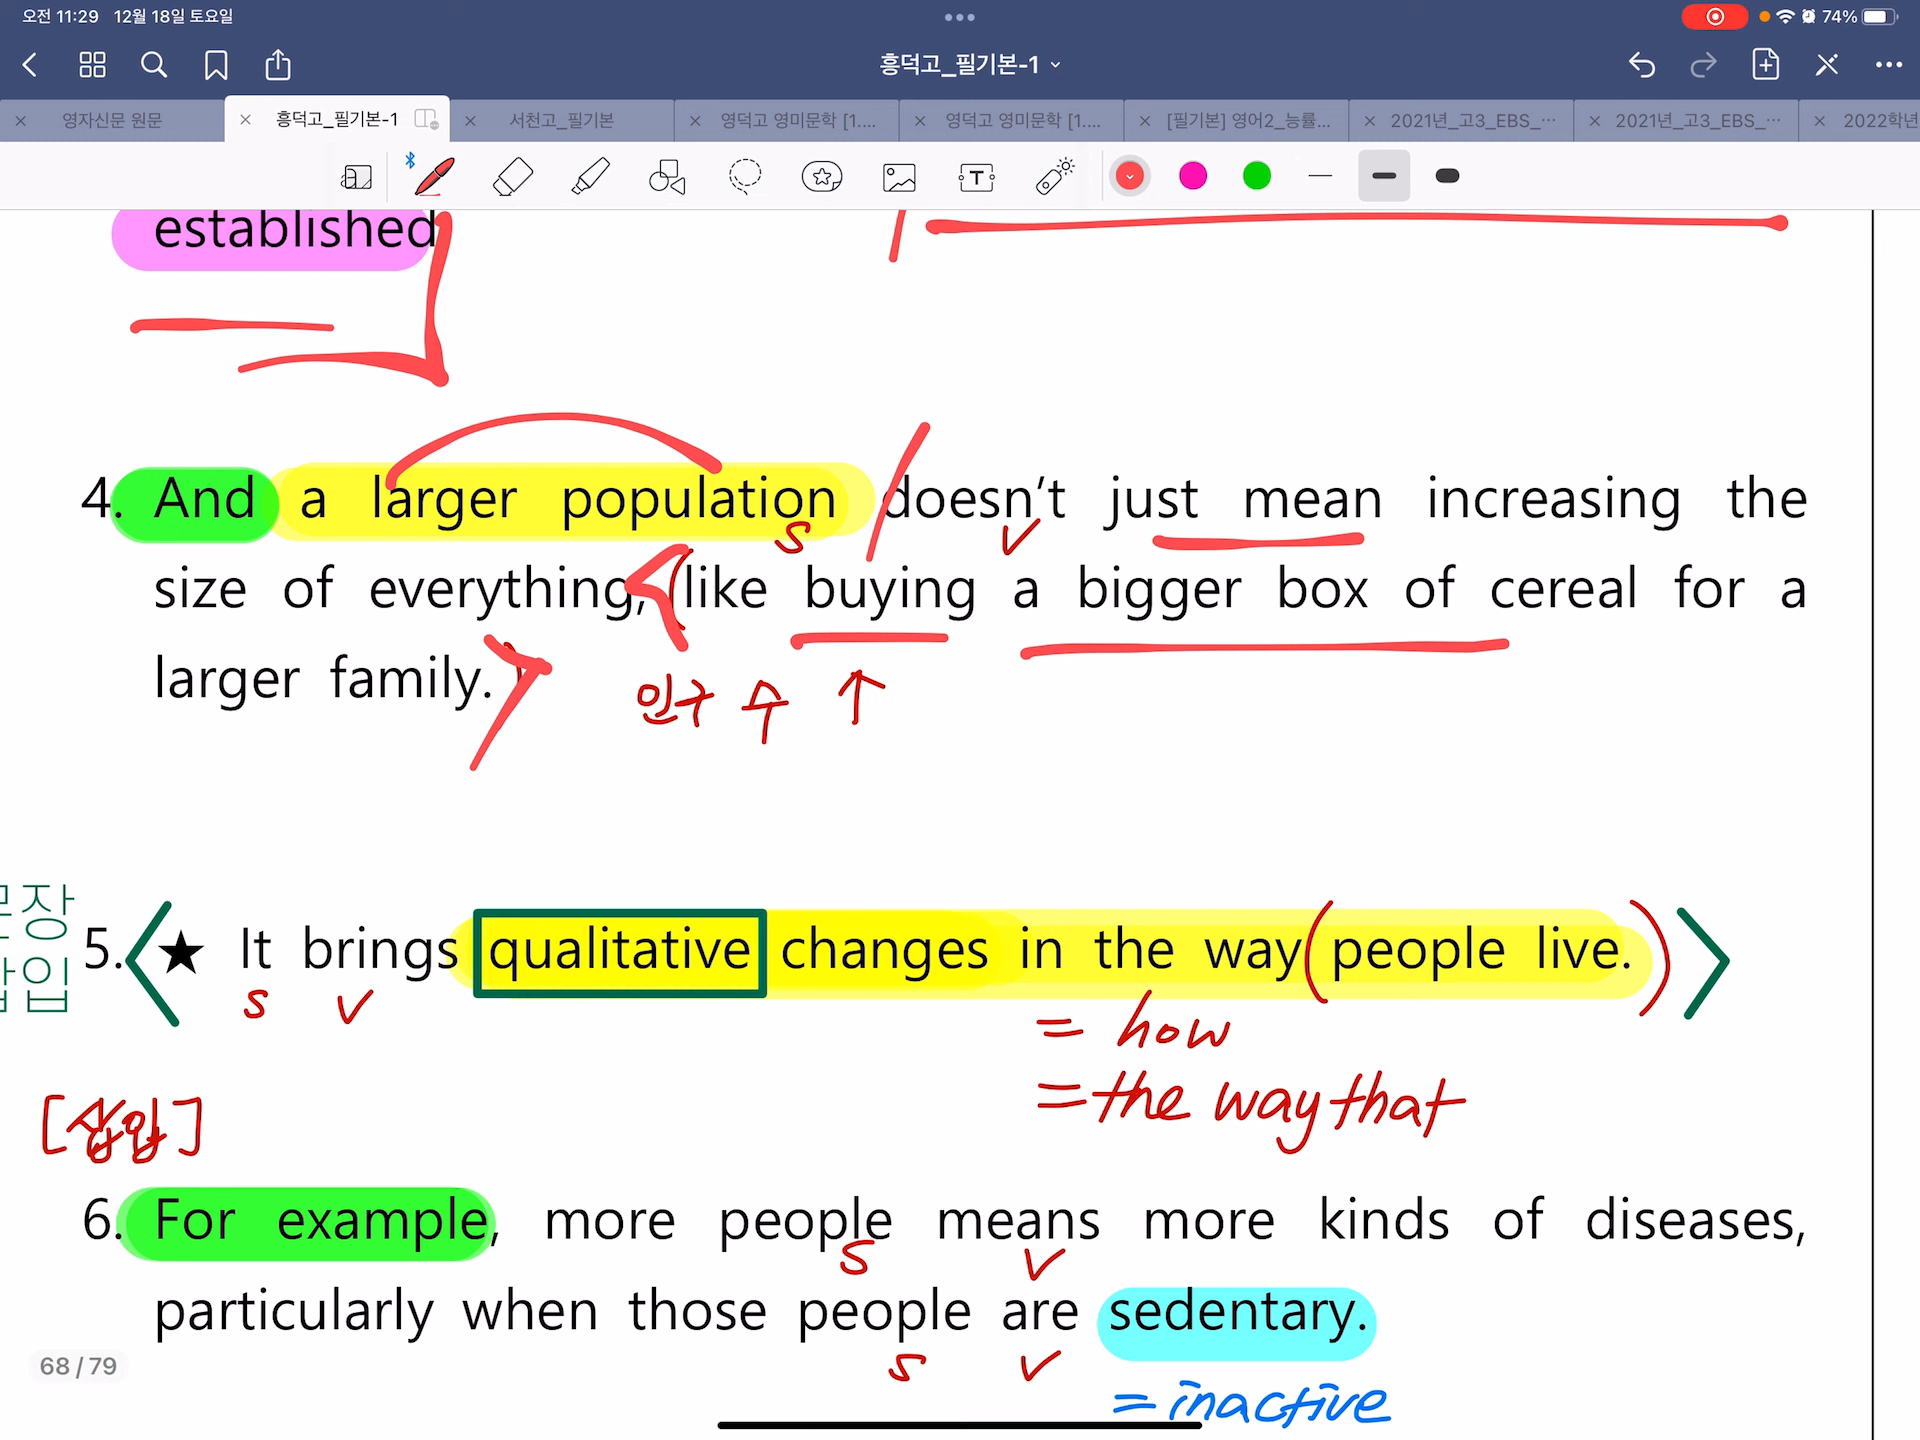 오전 11:29 12월 18일 토요일
74%
흥덕고_필기본-1
영자신문 원문
흥덕고_필기본-1
서천고_필기본
영덕고 영미문학 [1....
영덕고 영미문학 [1....
[필기본] 영어2_능률...
2021년_고3_EBS_...
2021년_고3_EBS_...
2022학년
established
4. And a larger population doesn't just mean increasing the
s v
size of everything, (like buying a bigger box of cereal for a
larger family.)
인구 수 ↑
문장
삽입
5. < ★ It brings qualitative changes in the way (people live.) >
s v
= how
= the way that
[삽입]
6. For example, more people means more kinds of diseases,
s v
particularly when those people are sedentary.
s v
= inactive
68 / 79